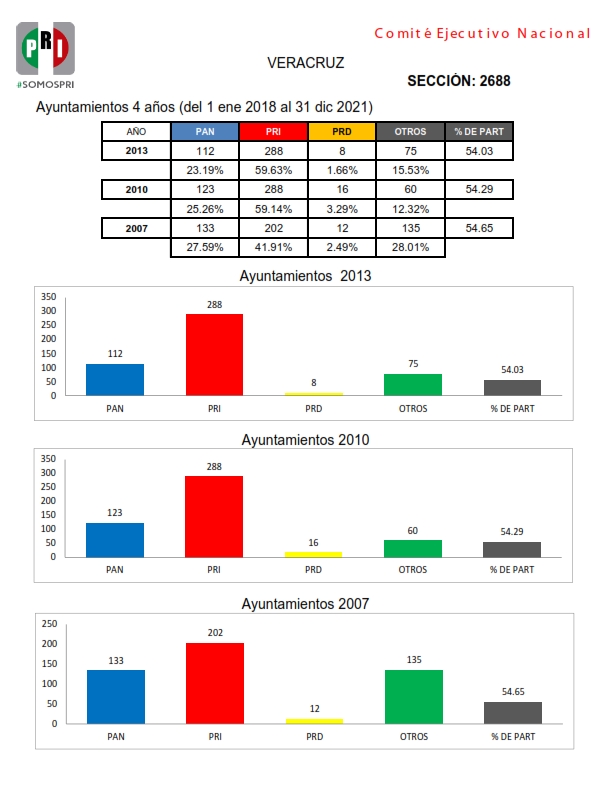 Comité Ejecutivo Nacional
PRI
#SOMOSPRI
VERACRUZ
SECCIÓN: 2688
Ayuntamientos 4 años (del 1 ene 2018 al 31 dic 2021)
AÑO PAN PRI PRD OTROS % DE PART
2013 112 288 8 75 54.03
23.19% 59.63% 1.66% 15.53%
2010 123 288 16 60 54.29
25.26% 59.14% 3.29% 12.32%
2007 133 202 12 135 54.65
27.59% 41.91% 2.49% 28.01%
Ayuntamientos 2013
350
300
250
200
150
100
50
0
112 288 8 75 54.03
PAN PRI PRD OTROS % DE PART
Ayuntamientos 2010
350
300
250
200
150
100
50
0
123 288 16 60 54.29
PAN PRI PRD OTROS % DE PART
Ayuntamientos 2007
250
200
150
100
50
0
133 202 12 135 54.65
PAN PRI PRD OTROS % DE PART